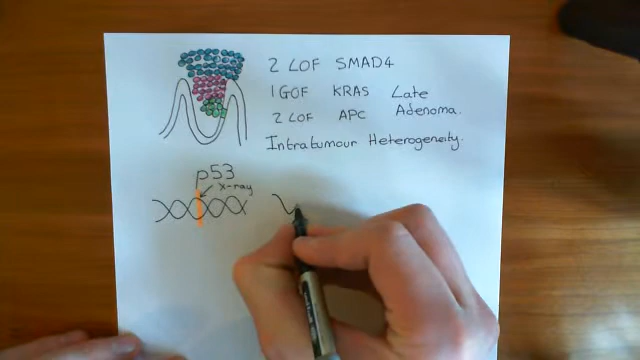 2 LOF SMAD4
1 GOF KRAS Late
2 LOF APC Adenoma.
Intratumour Heterogeneity.
p53
x-ray